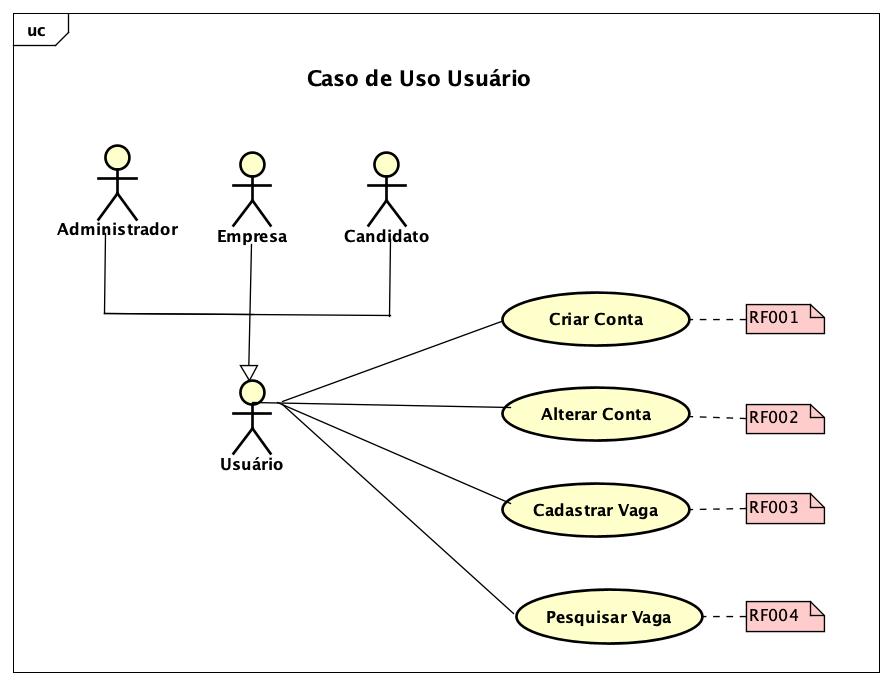 uc
Caso de Uso Usuário
Administrador
Empresa
Candidato
Usuário
Criar Conta
RF001
Alterar Conta
RF002
Cadastrar Vaga
RF003
Pesquisar Vaga
RF004